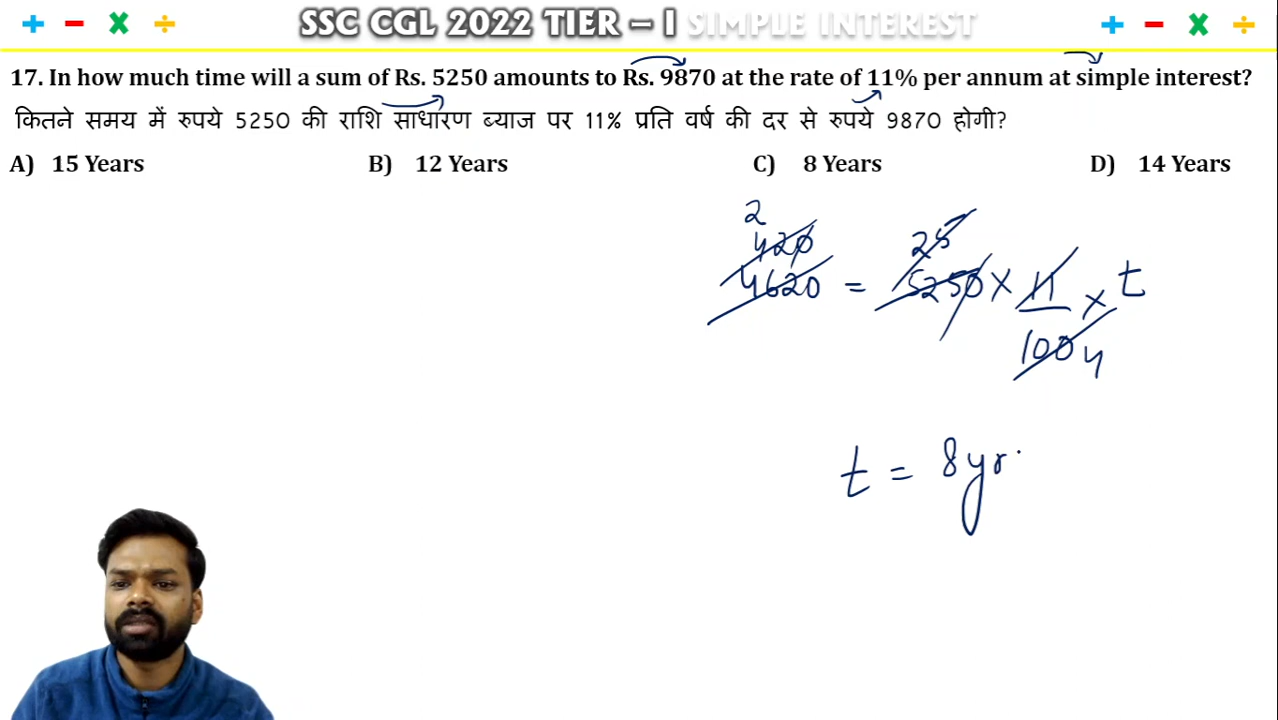 + - × ÷ SSC CGL 2022 TIER – I SIMPLE INTEREST + - × ÷
17. In how much time will a sum of Rs. 5250 amounts to Rs. 9870 at the rate of 11% per annum at simple interest?
कितने समय में रुपये 5250 की राशि साधारण ब्याज पर 11% प्रति वर्ष की दर से रुपये 9870 होगी?
A) 15 Years B) 12 Years C) 8 Years D) 14 Years
2
420 25
4620 = 5250 × 11 × t
100 4
t = 8yr.